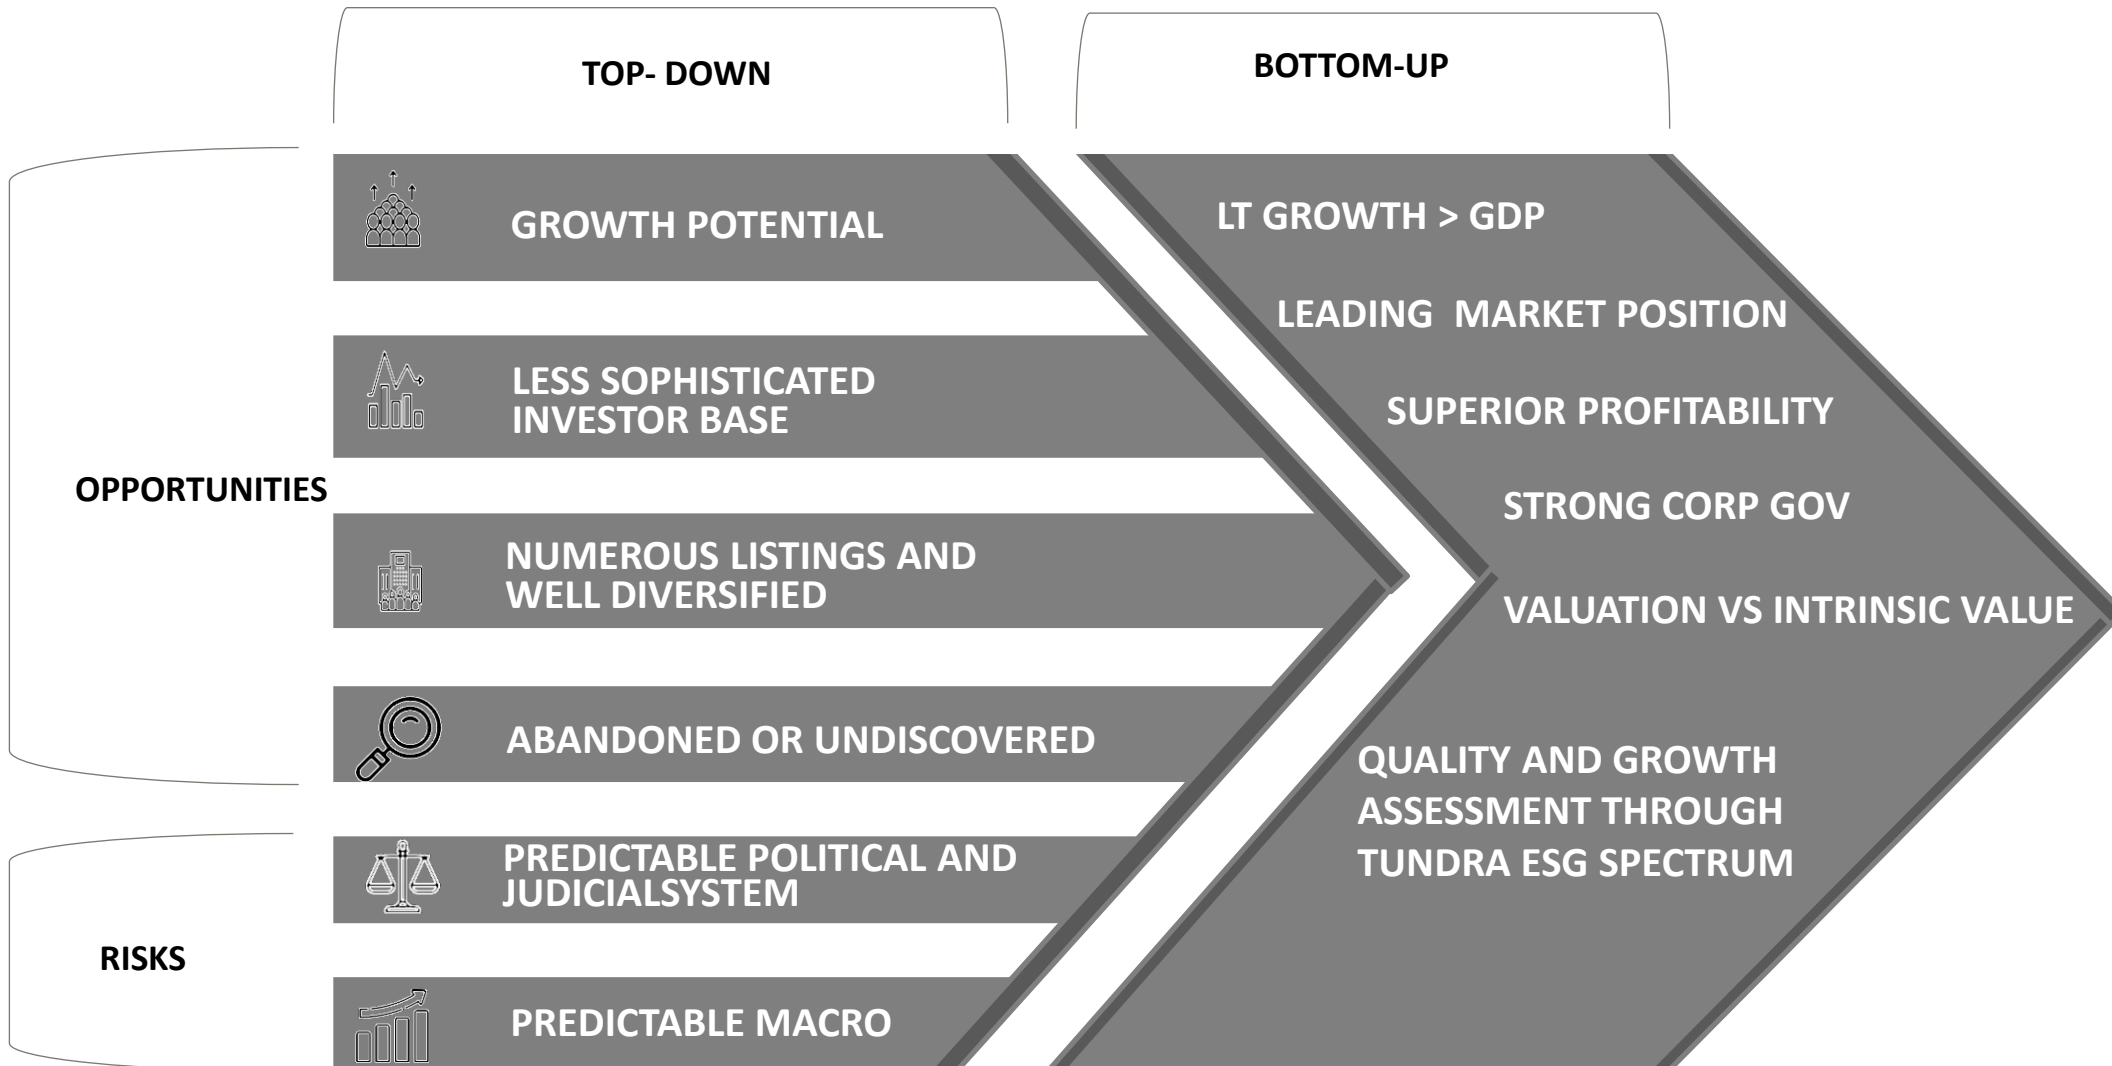 TOP- DOWN
BOTTOM-UP
OPPORTUNITIES
GROWTH POTENTIAL
LESS SOPHISTICATED
INVESTOR BASE
NUMEROUS LISTINGS AND
WELL DIVERSIFIED
ABANDONED OR UNDISCOVERED
RISKS
PREDICTABLE POLITICAL AND
JUDICIALSYSTEM
PREDICTABLE MACRO
LT GROWTH > GDP
LEADING  MARKET POSITION
SUPERIOR PROFITABILITY
STRONG CORP GOV
VALUATION VS INTRINSIC VALUE
QUALITY AND GROWTH
ASSESSMENT THROUGH
TUNDRA ESG SPECTRUM